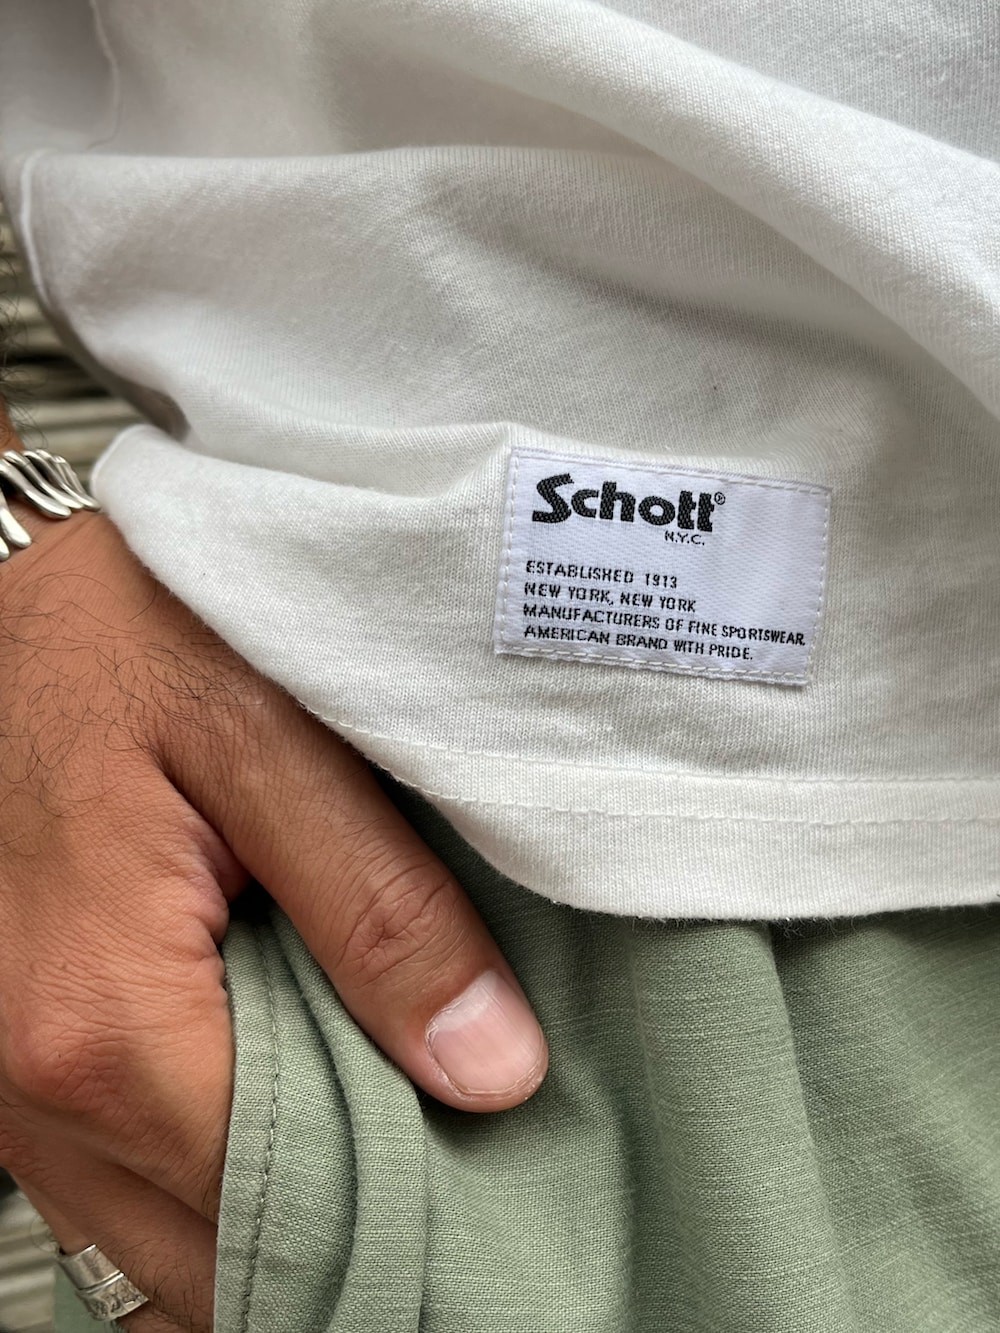 Schott®
N.Y.C.
ESTABLISHED 1913
NEW YORK, NEW YORK
MANUFACTURERS OF FINE SPORTSWEAR.
AMERICAN BRAND WITH PRIDE.